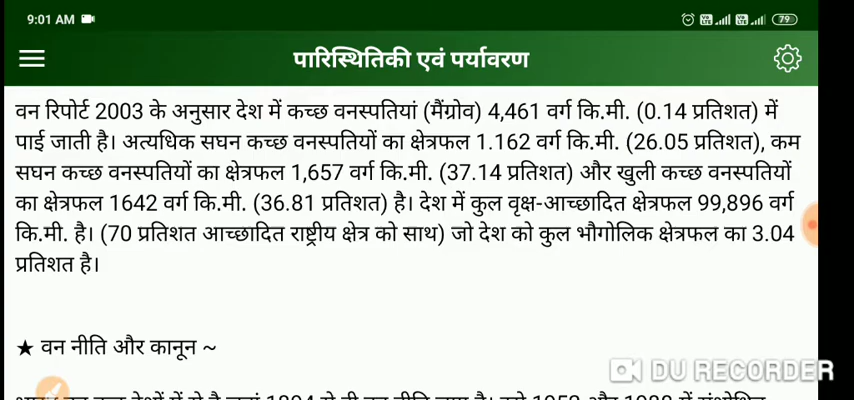 9:01 AM
79
पारिस्थितिकी एवं पर्यावरण
वन रिपोर्ट 2003 के अनुसार देश में कच्छ वनस्पतियां (मैंग्रोव) 4,461 वर्ग कि.मी. (0.14 प्रतिशत) में
पाई जाती है। अत्यधिक सघन कच्छ वनस्पतियों का क्षेत्रफल 1.162 वर्ग कि.मी. (26.05 प्रतिशत), कम
सघन कच्छ वनस्पतियों का क्षेत्रफल 1,657 वर्ग कि.मी. (37.14 प्रतिशत) और खुली कच्छ वनस्पतियों
का क्षेत्रफल 1642 वर्ग कि.मी. (36.81 प्रतिशत) है। देश में कुल वृक्ष-आच्छादित क्षेत्रफल 99,896 वर्ग
कि.मी. है। (70 प्रतिशत आच्छादित राष्ट्रीय क्षेत्र को साथ) जो देश को कुल भौगोलिक क्षेत्रफल का 3.04
प्रतिशत है।
★ वन नीति और कानून ~
DU RECORDER